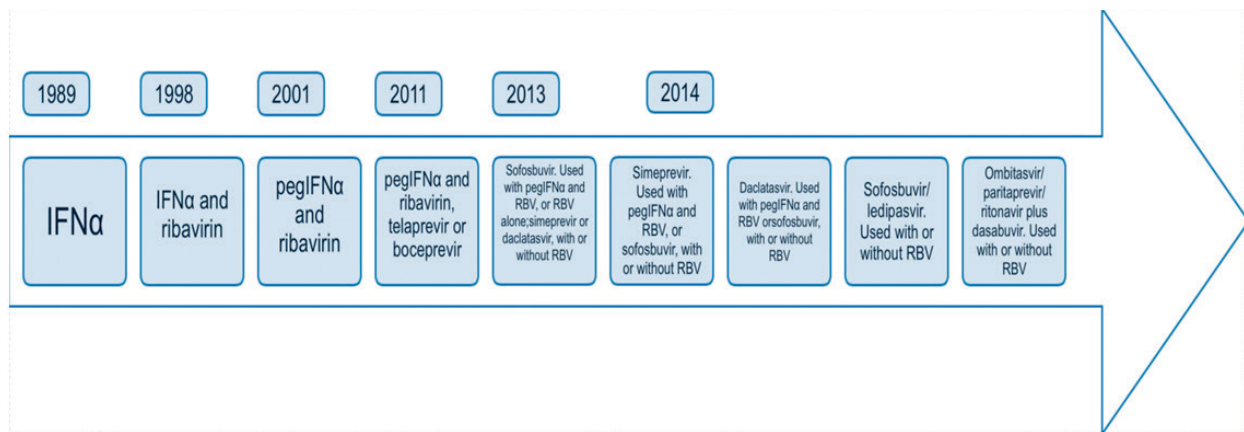 1989
1998
2001
2011
2013
2014
IFNα
IFNα and
ribavirin
pegIFNα
and
ribavirin
pegIFNα and
ribavirin,
telaprevir or
boceprevir
Sofosbuvir. Used
with pegIFNα and
RBV, or RBV
alone;simeprevir or
daclatasvir, with or
without RBV
Simeprevir.
Used with
pegIFNα and
RBV, or
sofosbuvir, with
or without RBV
Daclatasvir. Used
with pegIFNα and
RBV orsofosbuvir,
with or without
RBV
Sofosbuvir/
ledipasvir.
Used with or
without RBV
Ombitasvir/
paritaprevir/
ritonavir plus
dasabuvir. Used
with or without
RBV